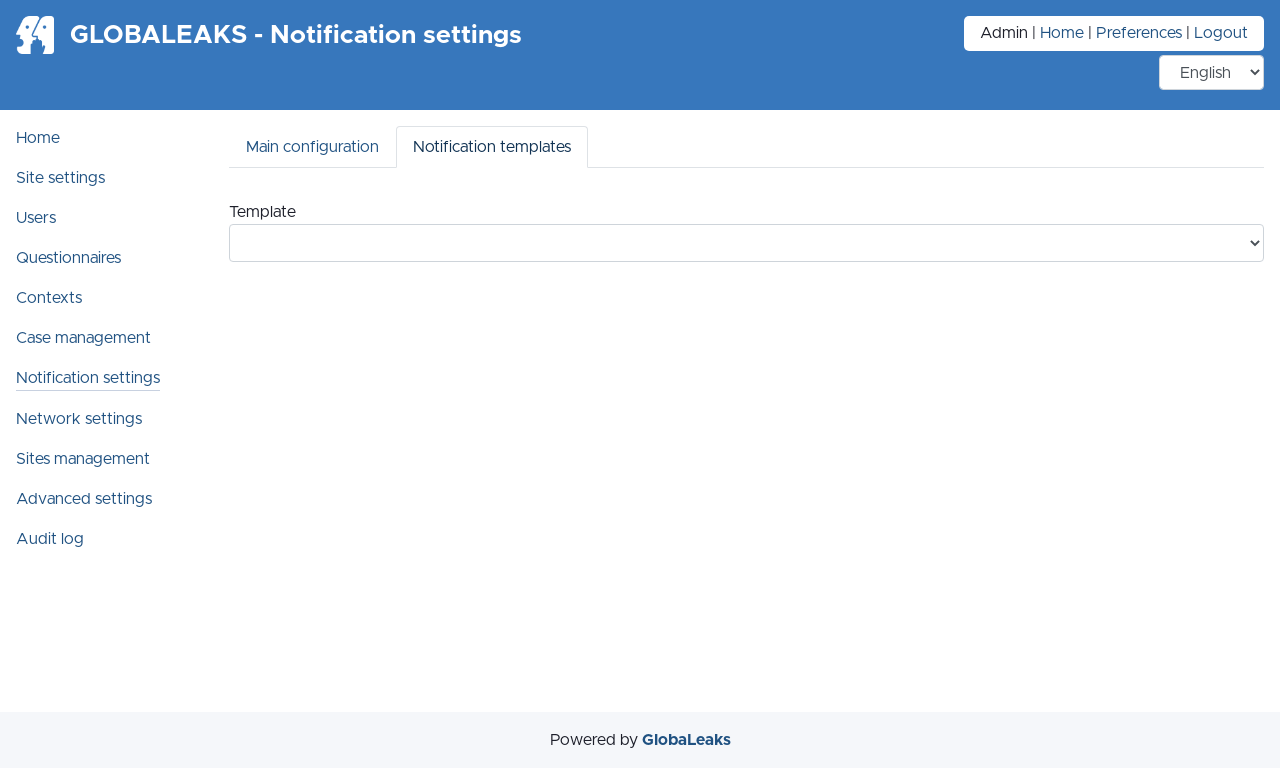 GLOBALEAKS - Notification settings
Admin | Home | Preferences | Logout
English
Home
Site settings
Users
Questionnaires
Contexts
Case management
Notification settings
Network settings
Sites management
Advanced settings
Audit log
Main configuration
Notification templates
Template
Powered by GlobaLeaks